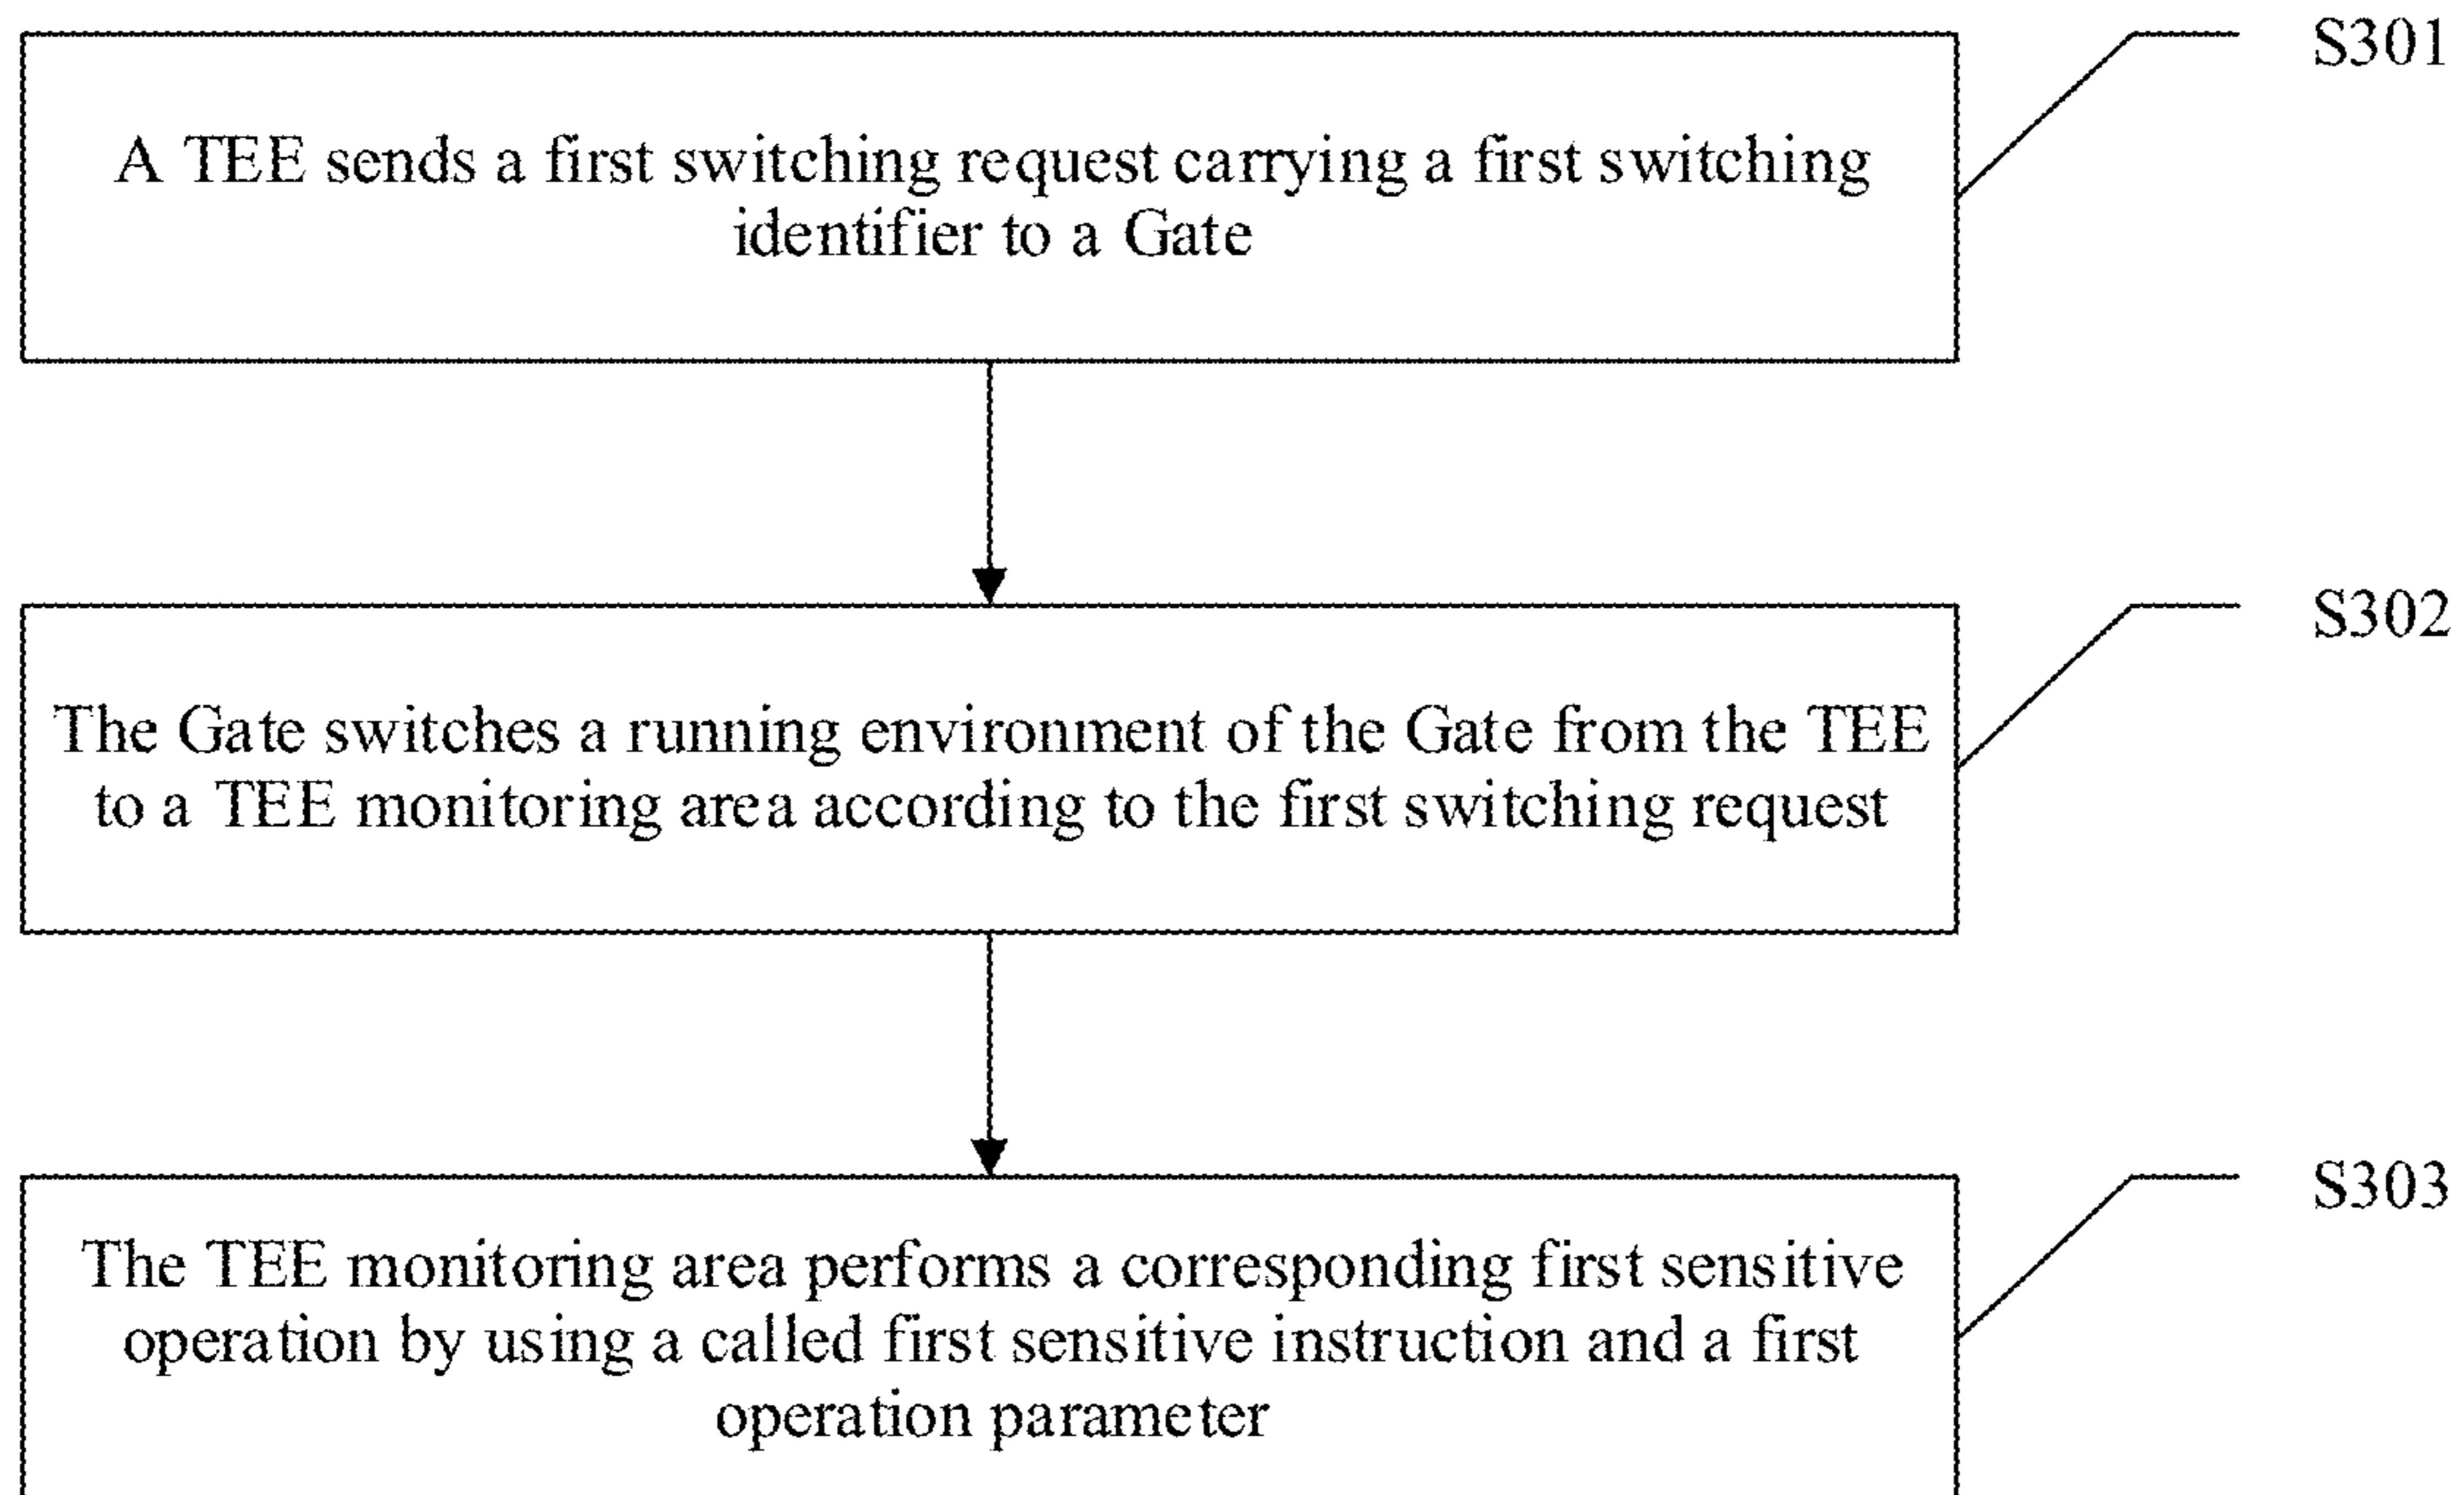 S301
A TEE sends a first switching request carrying a first switching
identifier to a Gate
S302
The Gate switches a running environment of the Gate from the TEE
to a TEE monitoring area according to the first switching request
S303
The TEE monitoring area performs a corresponding first sensitive
operation by using a called first sensitive instruction and a first
operation parameter